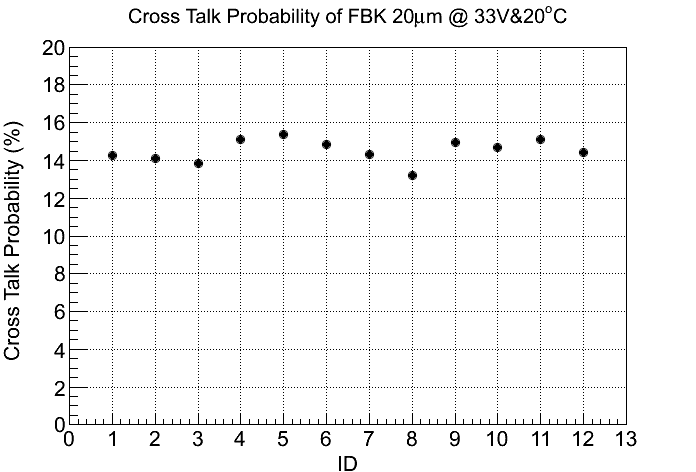 Cross Talk Probability of FBK 20μm @ 33V&20°C
Cross Talk Probability (%)
20
18
16
14
12
10
8
6
4
2
0
0 1 2 3 4 5 6 7 8 9 10 11 12 13
ID